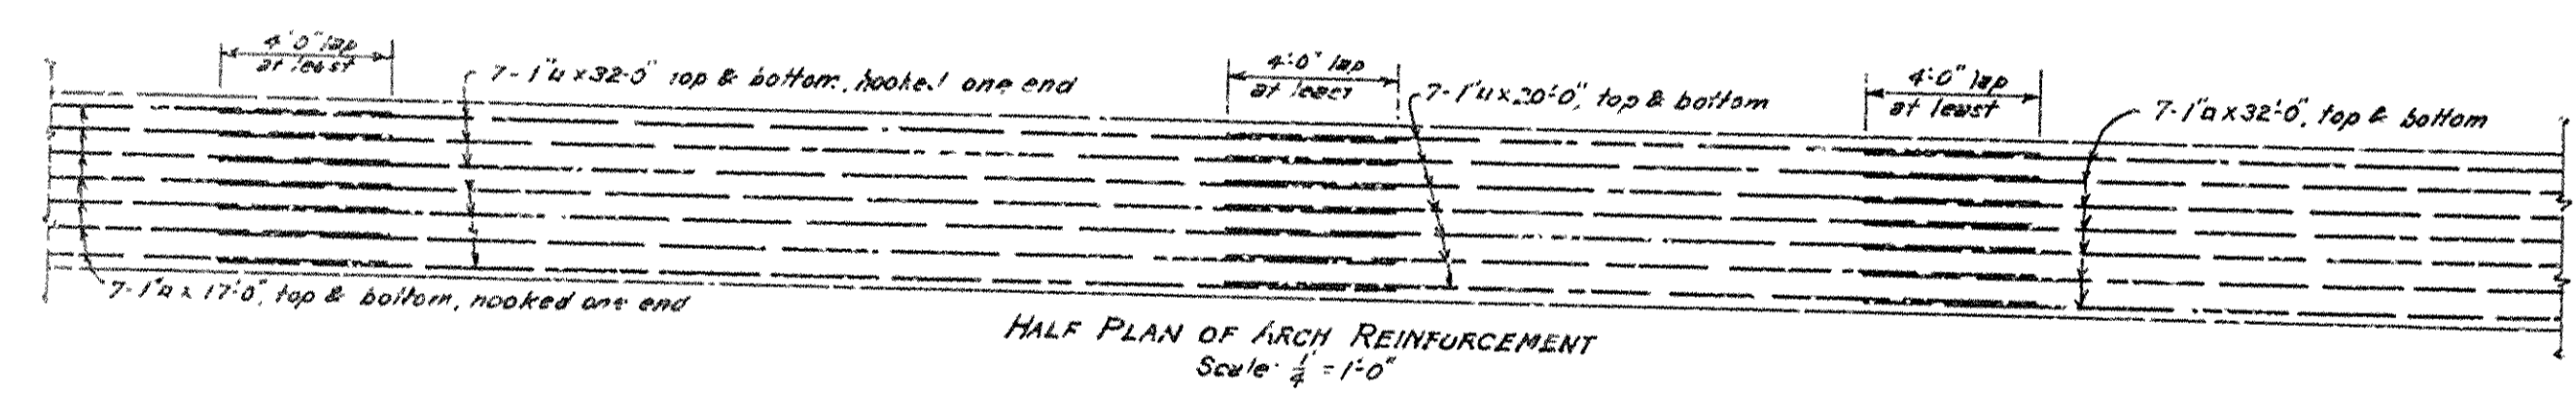 4'-0" lap
at least
7-1"□ x 32'-0" top & bottom, hooked one end
4'-0" lap
at least
7-1"□ x 20'-0", top & bottom
4'-0" lap
at least
7-1"□ x 32'-0", top & bottom
7-1"□ x 17'-0", top & bottom, hooked one end
HALF PLAN OF ARCH REINFORCEMENT
Scale: 1/4" = 1'-0"